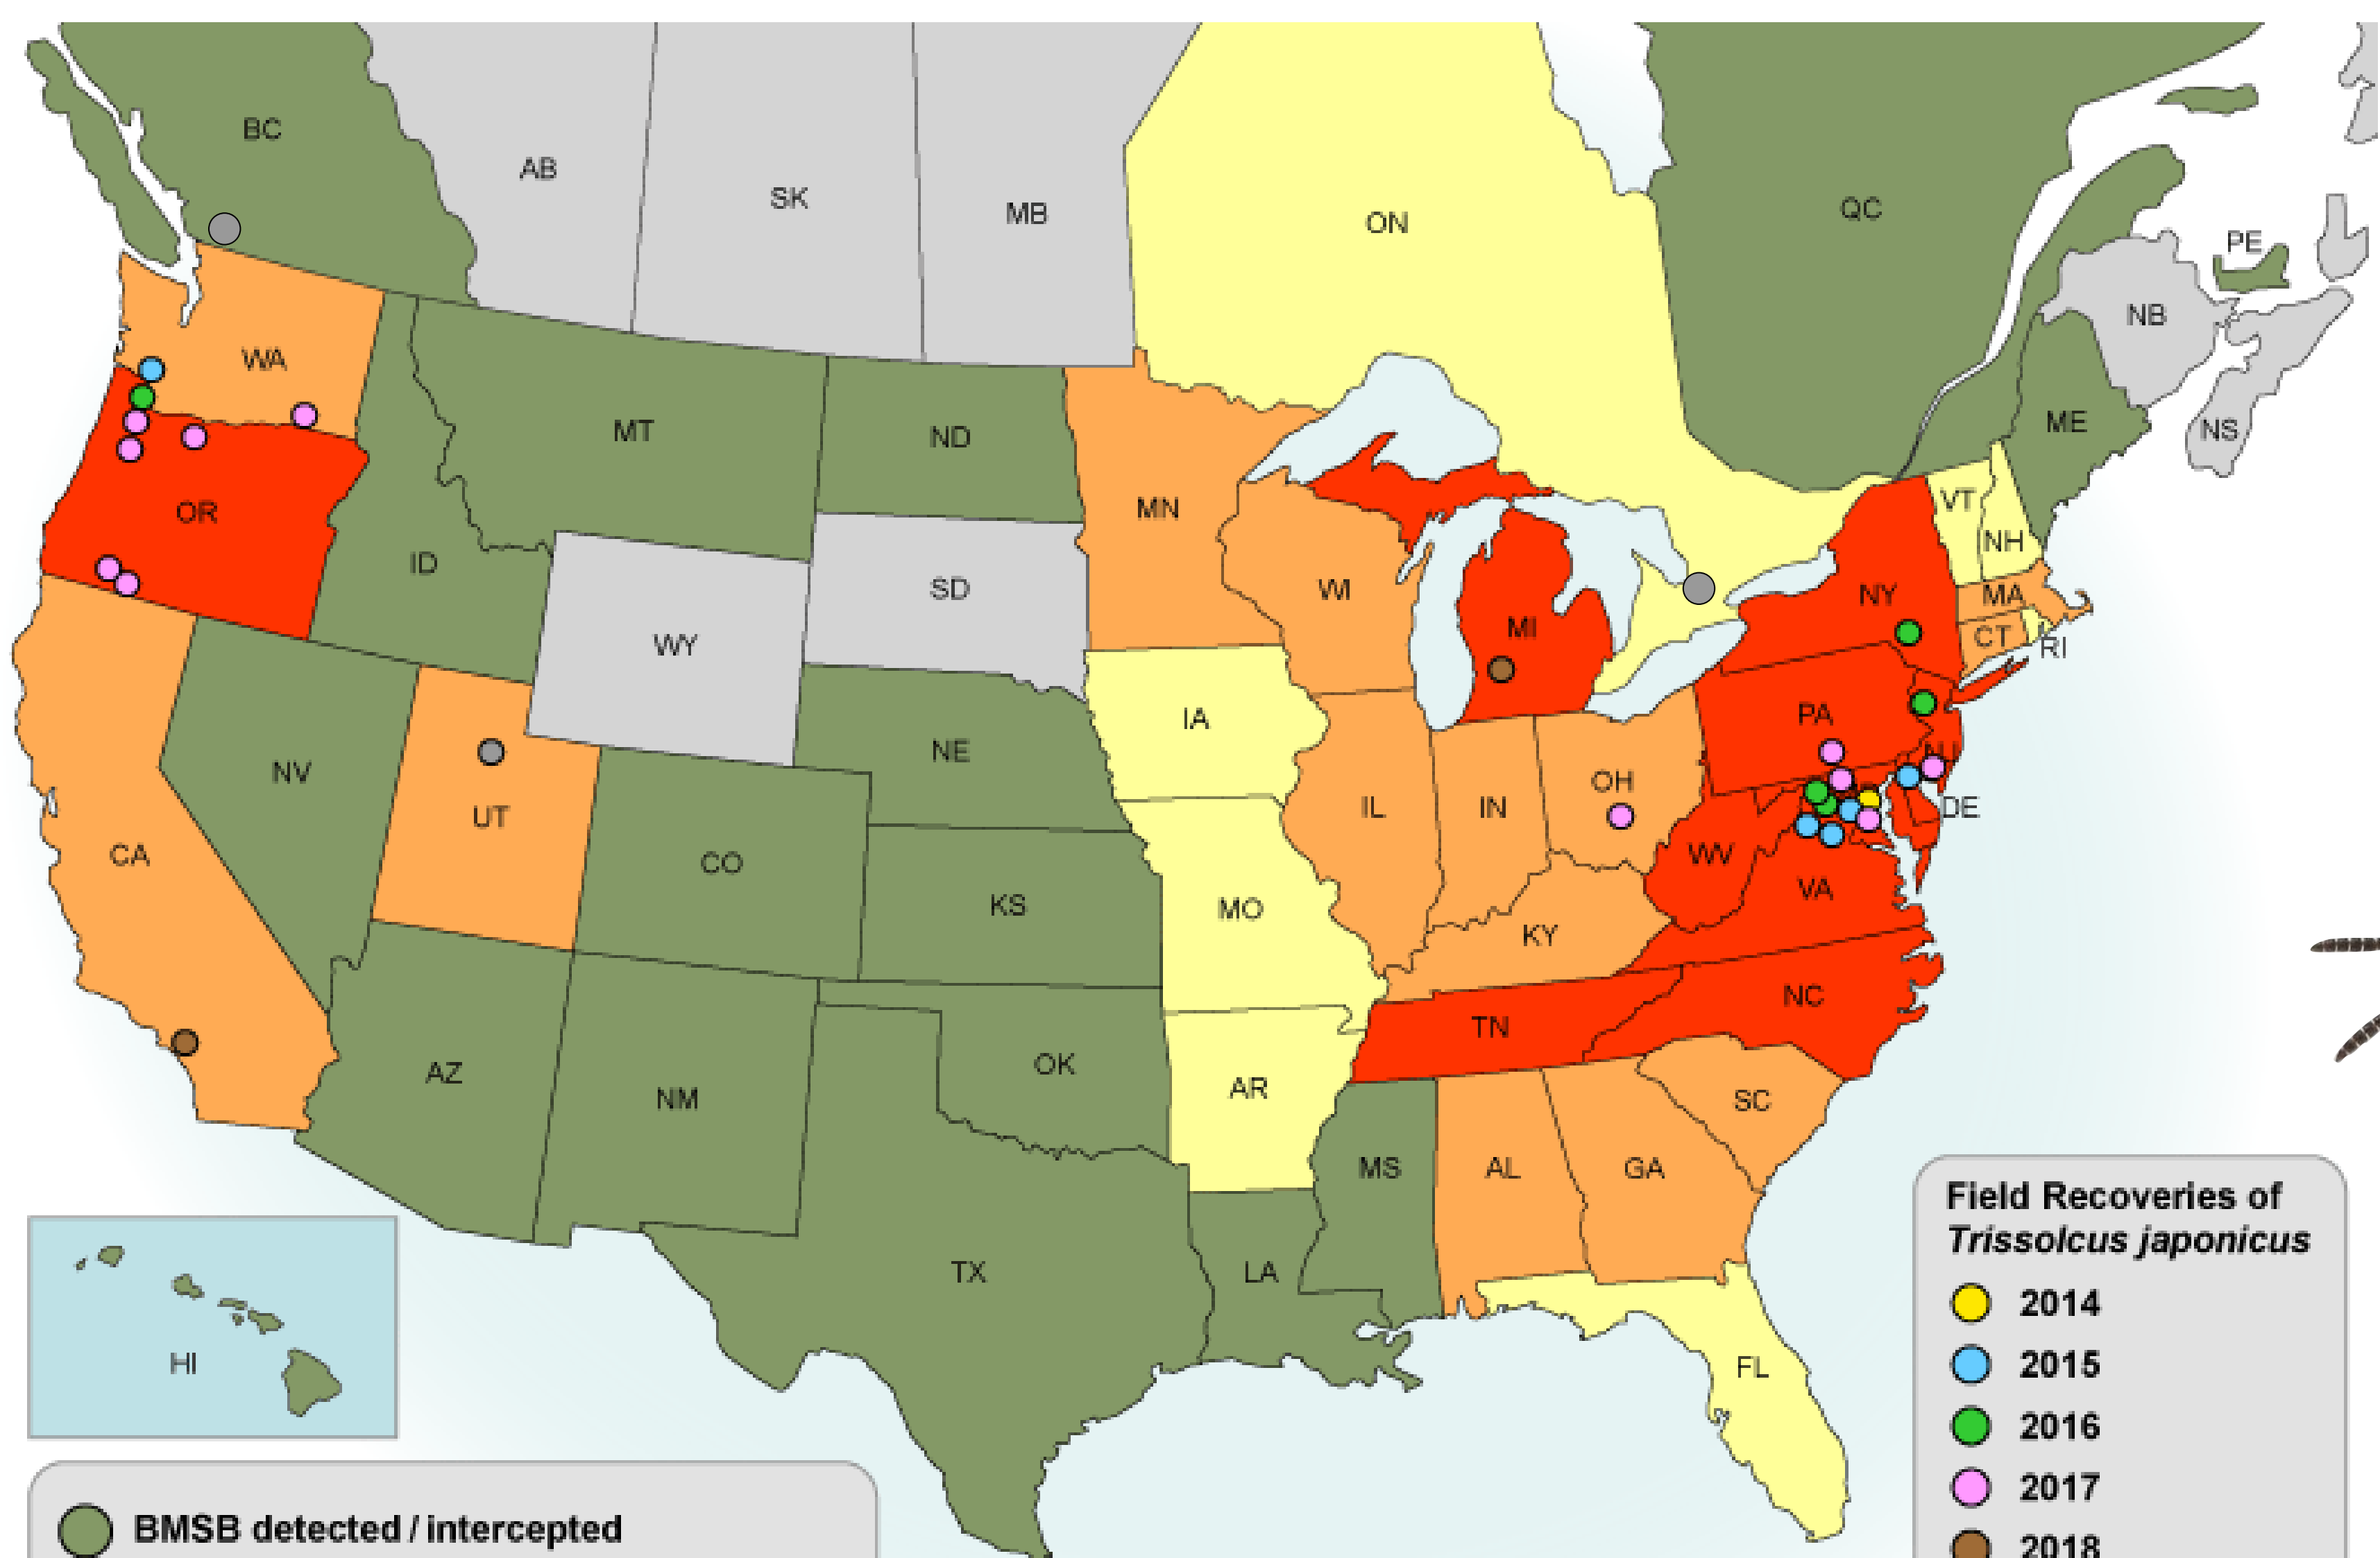 BC
AB
SK
MB
ON
QC
PE
NB
NS
ME
WA
MT
ND
MN
VT
NH
OR
ID
SD
WI
MI
NY
MA
CT
RI
WY
IA
PA
NJ
NV
UT
NE
IL
IN
OH
DE
CA
CO
KS
MO
WV
VA
KY
AZ
NM
OK
AR
TN
NC
SC
TX
LA
MS
AL
GA
FL
HI
BMSB detected / intercepted
Field Recoveries of
Trissolcus japonicus
2014
2015
2016
2017
2018